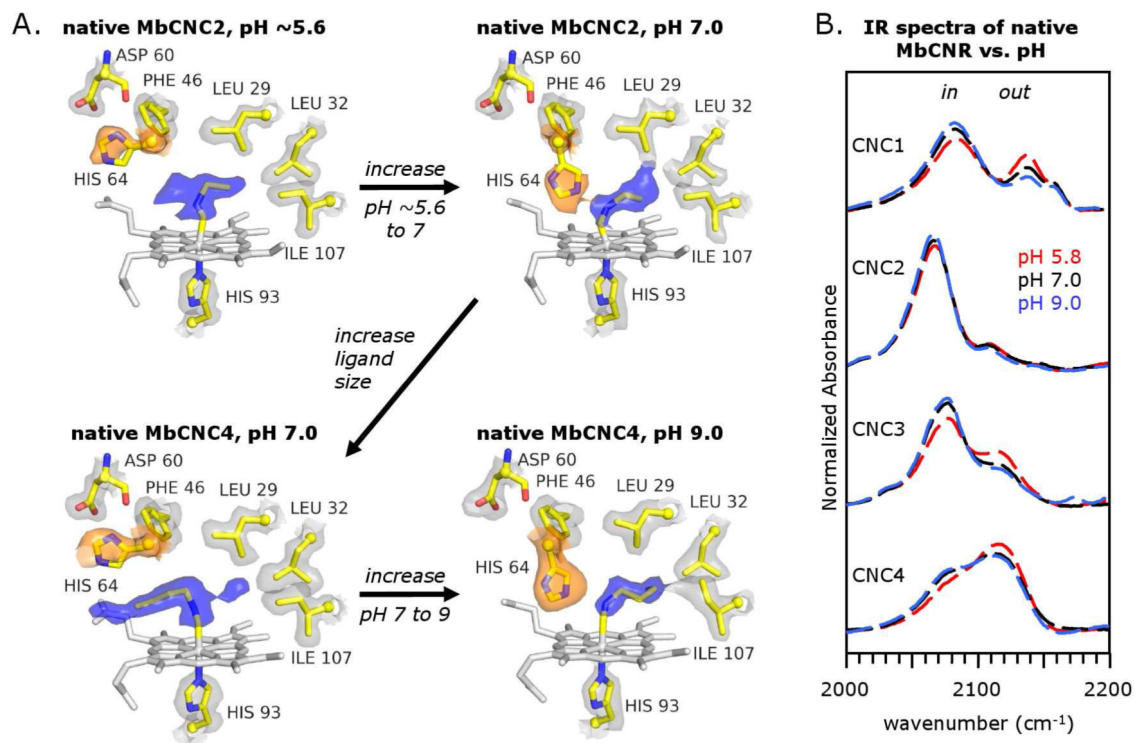 A.
native MbCNC2, pH ~5.6
ASP 60
PHE 46
LEU 29
LEU 32
HIS 64
ILE 107
HIS 93
increase
pH ~5.6
to 7
native MbCNC2, pH 7.0
ASP 60
PHE 46
LEU 29
LEU 32
HIS 64
ILE 107
HIS 93
increase
ligand
size
native MbCNC4, pH 7.0
ASP 60
PHE 46
LEU 29
LEU 32
HIS 64
ILE 107
HIS 93
increase
pH 7 to 9
native MbCNC4, pH 9.0
ASP 60
PHE 46
LEU 29
LEU 32
HIS 64
ILE 107
HIS 93
B.
IR spectra of native
MbCNR vs. pH
in out
CNC1
CNC2
pH 5.8
pH 7.0
pH 9.0
CNC3
CNC4
Normalized Absorbance
2000 2100 2200
wavenumber (cm⁻¹)